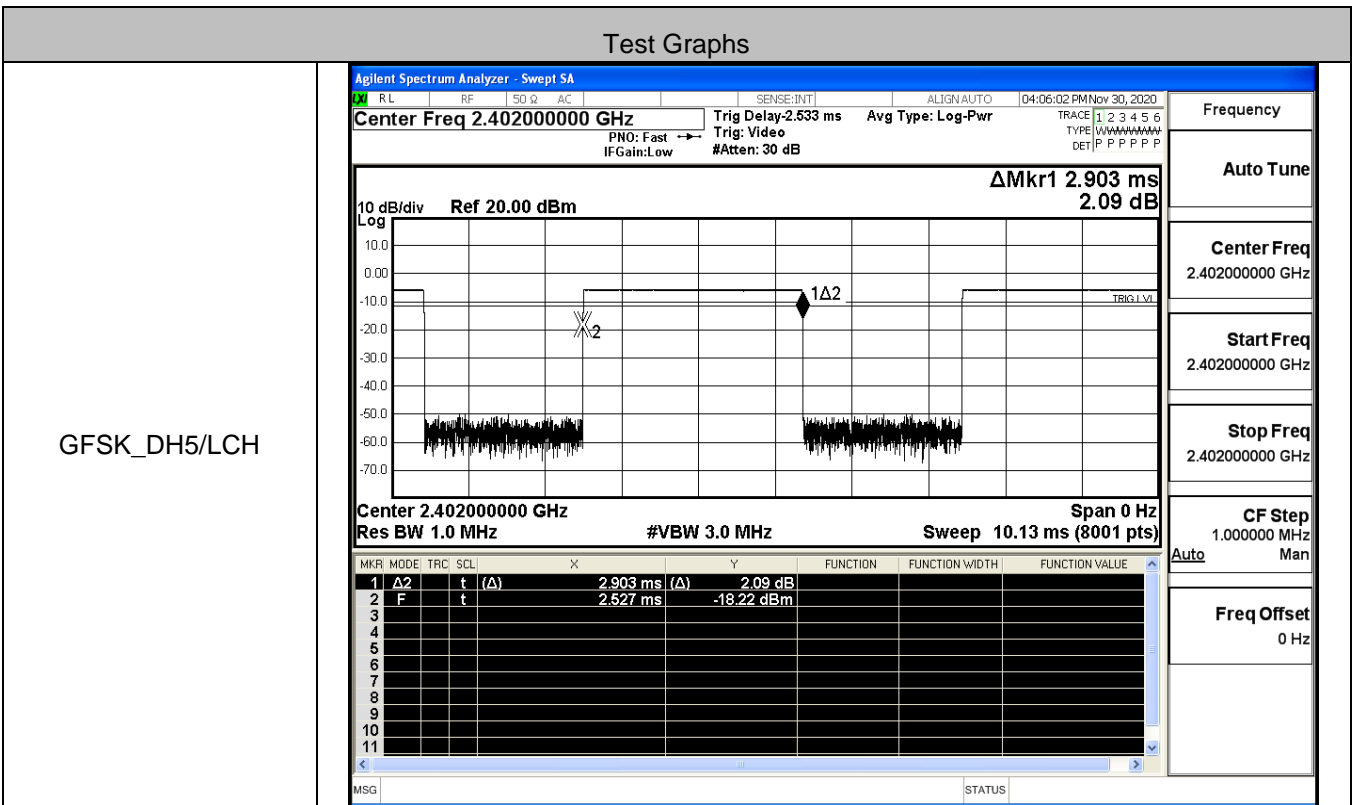 Test Graphs
GFSK_DH5/LCH
Agilent Spectrum Analyzer - Swept SA
LXI RL RF 50 Ω AC SENSE:INT ALIGN AUTO 04:06:02 PM Nov 30, 2020
Center Freq 2.402000000 GHz Trig Delay-2.533 ms Avg Type: Log-Pwr TRACE 1 2 3 4 5 6
PNO: Fast Trig: Video TYPE WWWWWW
IFGain:Low #Atten: 30 dB DET P P P P P P
ΔMkr1 2.903 ms
2.09 dB
10 dB/div Ref 20.00 dBm
Log
10.0
0.00
-10.0
-20.0
-30.0
-40.0
-50.0
-60.0
-70.0
1Δ2
TRIG LVL
2
Center 2.402000000 GHz Span 0 Hz
Res BW 1.0 MHz #VBW 3.0 MHz Sweep 10.13 ms (8001 pts)
MKR MODE TRC SCL X Y FUNCTION FUNCTION WIDTH FUNCTION VALUE
1 Δ2 t (Δ) 2.903 ms (Δ) 2.09 dB
2 F t 2.527 ms -18.22 dBm
3
4
5
6
7
8
9
10
11
MSG STATUS
Frequency
Auto Tune
Center Freq
2.402000000 GHz
Start Freq
2.402000000 GHz
Stop Freq
2.402000000 GHz
CF Step
1.000000 MHz
Auto Man
Freq Offset
0 Hz